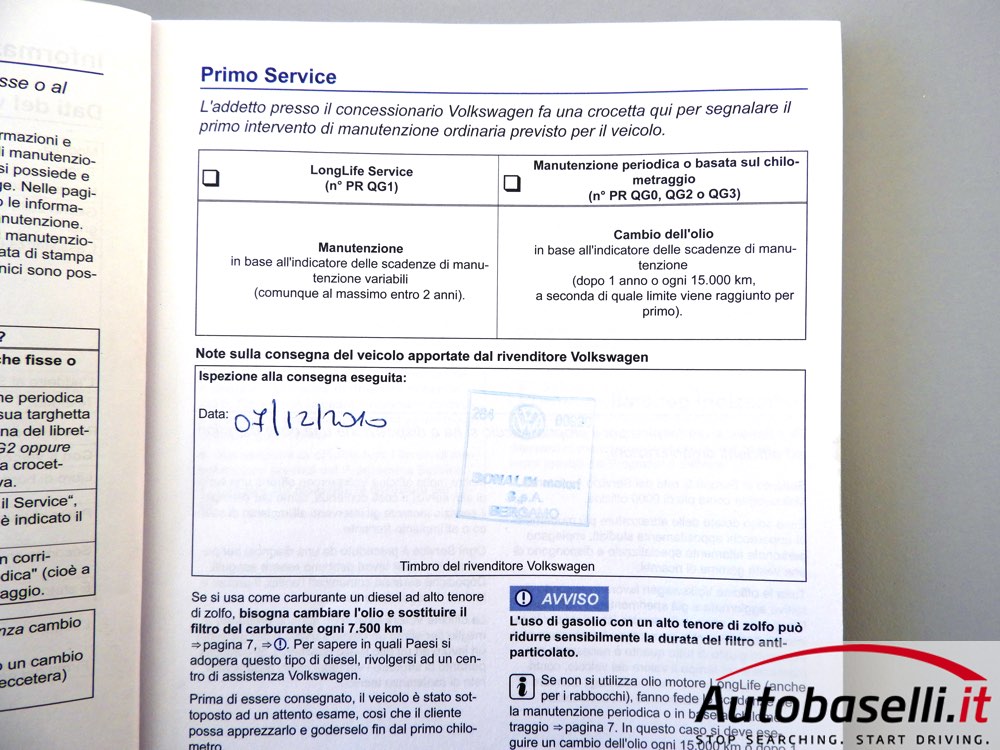 sse o al
rmazioni e
i manutenzio-
si possiede e
ge. Nelle pagi-
o le informa-
nutenzione.
manutenzio-
ata di stampa
nici sono pos-
?
che fisse o
ne periodica
sua targhetta
na del libret-
G2 oppure
a crocet-
va.
il Service“,
è indicato il
n corri-
dica" (cioè a
aggio.
nza cambio
o un cambio
eccetera)
Primo Service
L'addetto presso il concessionario Volkswagen fa una crocetta qui per segnalare il
primo intervento di manutenzione ordinaria previsto per il veicolo.
LongLife Service
(n° PR QG1)
Manutenzione periodica o basata sul chilo-
metraggio
(n° PR QG0, QG2 o QG3)
Manutenzione
in base all'indicatore delle scadenze di manu-
tenzione variabili
(comunque al massimo entro 2 anni).
Cambio dell'olio
in base all'indicatore delle scadenze di manu-
tenzione
(dopo 1 anno o ogni 15.000 km,
a seconda di quale limite viene raggiunto per
primo).
Note sulla consegna del veicolo apportate dal rivenditore Volkswagen
Ispezione alla consegna eseguita:
Data: 07/12/2010
284
BONALDI
S.p.A.
BERGAMO
Timbro del rivenditore Volkswagen
Se si usa come carburante un diesel ad alto tenore
di zolfo, bisogna cambiare l'olio e sostituire il
filtro del carburante ogni 7.500 km
⇒pagina 7, ⇒①. Per sapere in quali Paesi si
adopera questo tipo di diesel, rivolgersi ad un cen-
tro di assistenza Volkswagen.
Prima di essere consegnato, il veicolo è stato sot-
toposto ad un attento esame, così che il cliente
possa apprezzarlo e goderselo fin dal primo chilo-
metro.
AVVISO
L'uso di gasolio con un alto tenore di zolfo può
ridurre sensibilmente la durata del filtro anti-
particolato.
Se non si utilizza olio motore LongLife (anche
per i rabbocchi), fanno fede le scadenze
la manutenzione periodica o in base al chilome-
traggio ⇒pagina 7. In questo caso si deve ese-
guire un cambio dell'olio ogni 15.000 km o dopo
Autobaselli.it
STOP SEARCHING. START DRIVING.